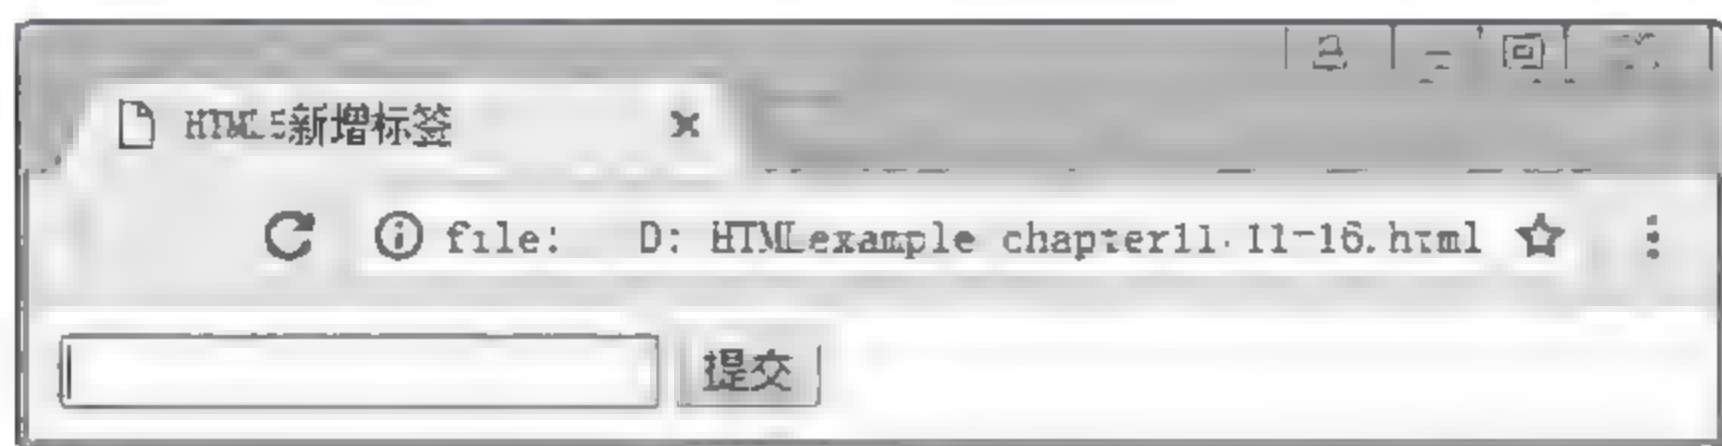 HTML5新增标签
file: D: HTMLexample chapter11 11-16.html
提交